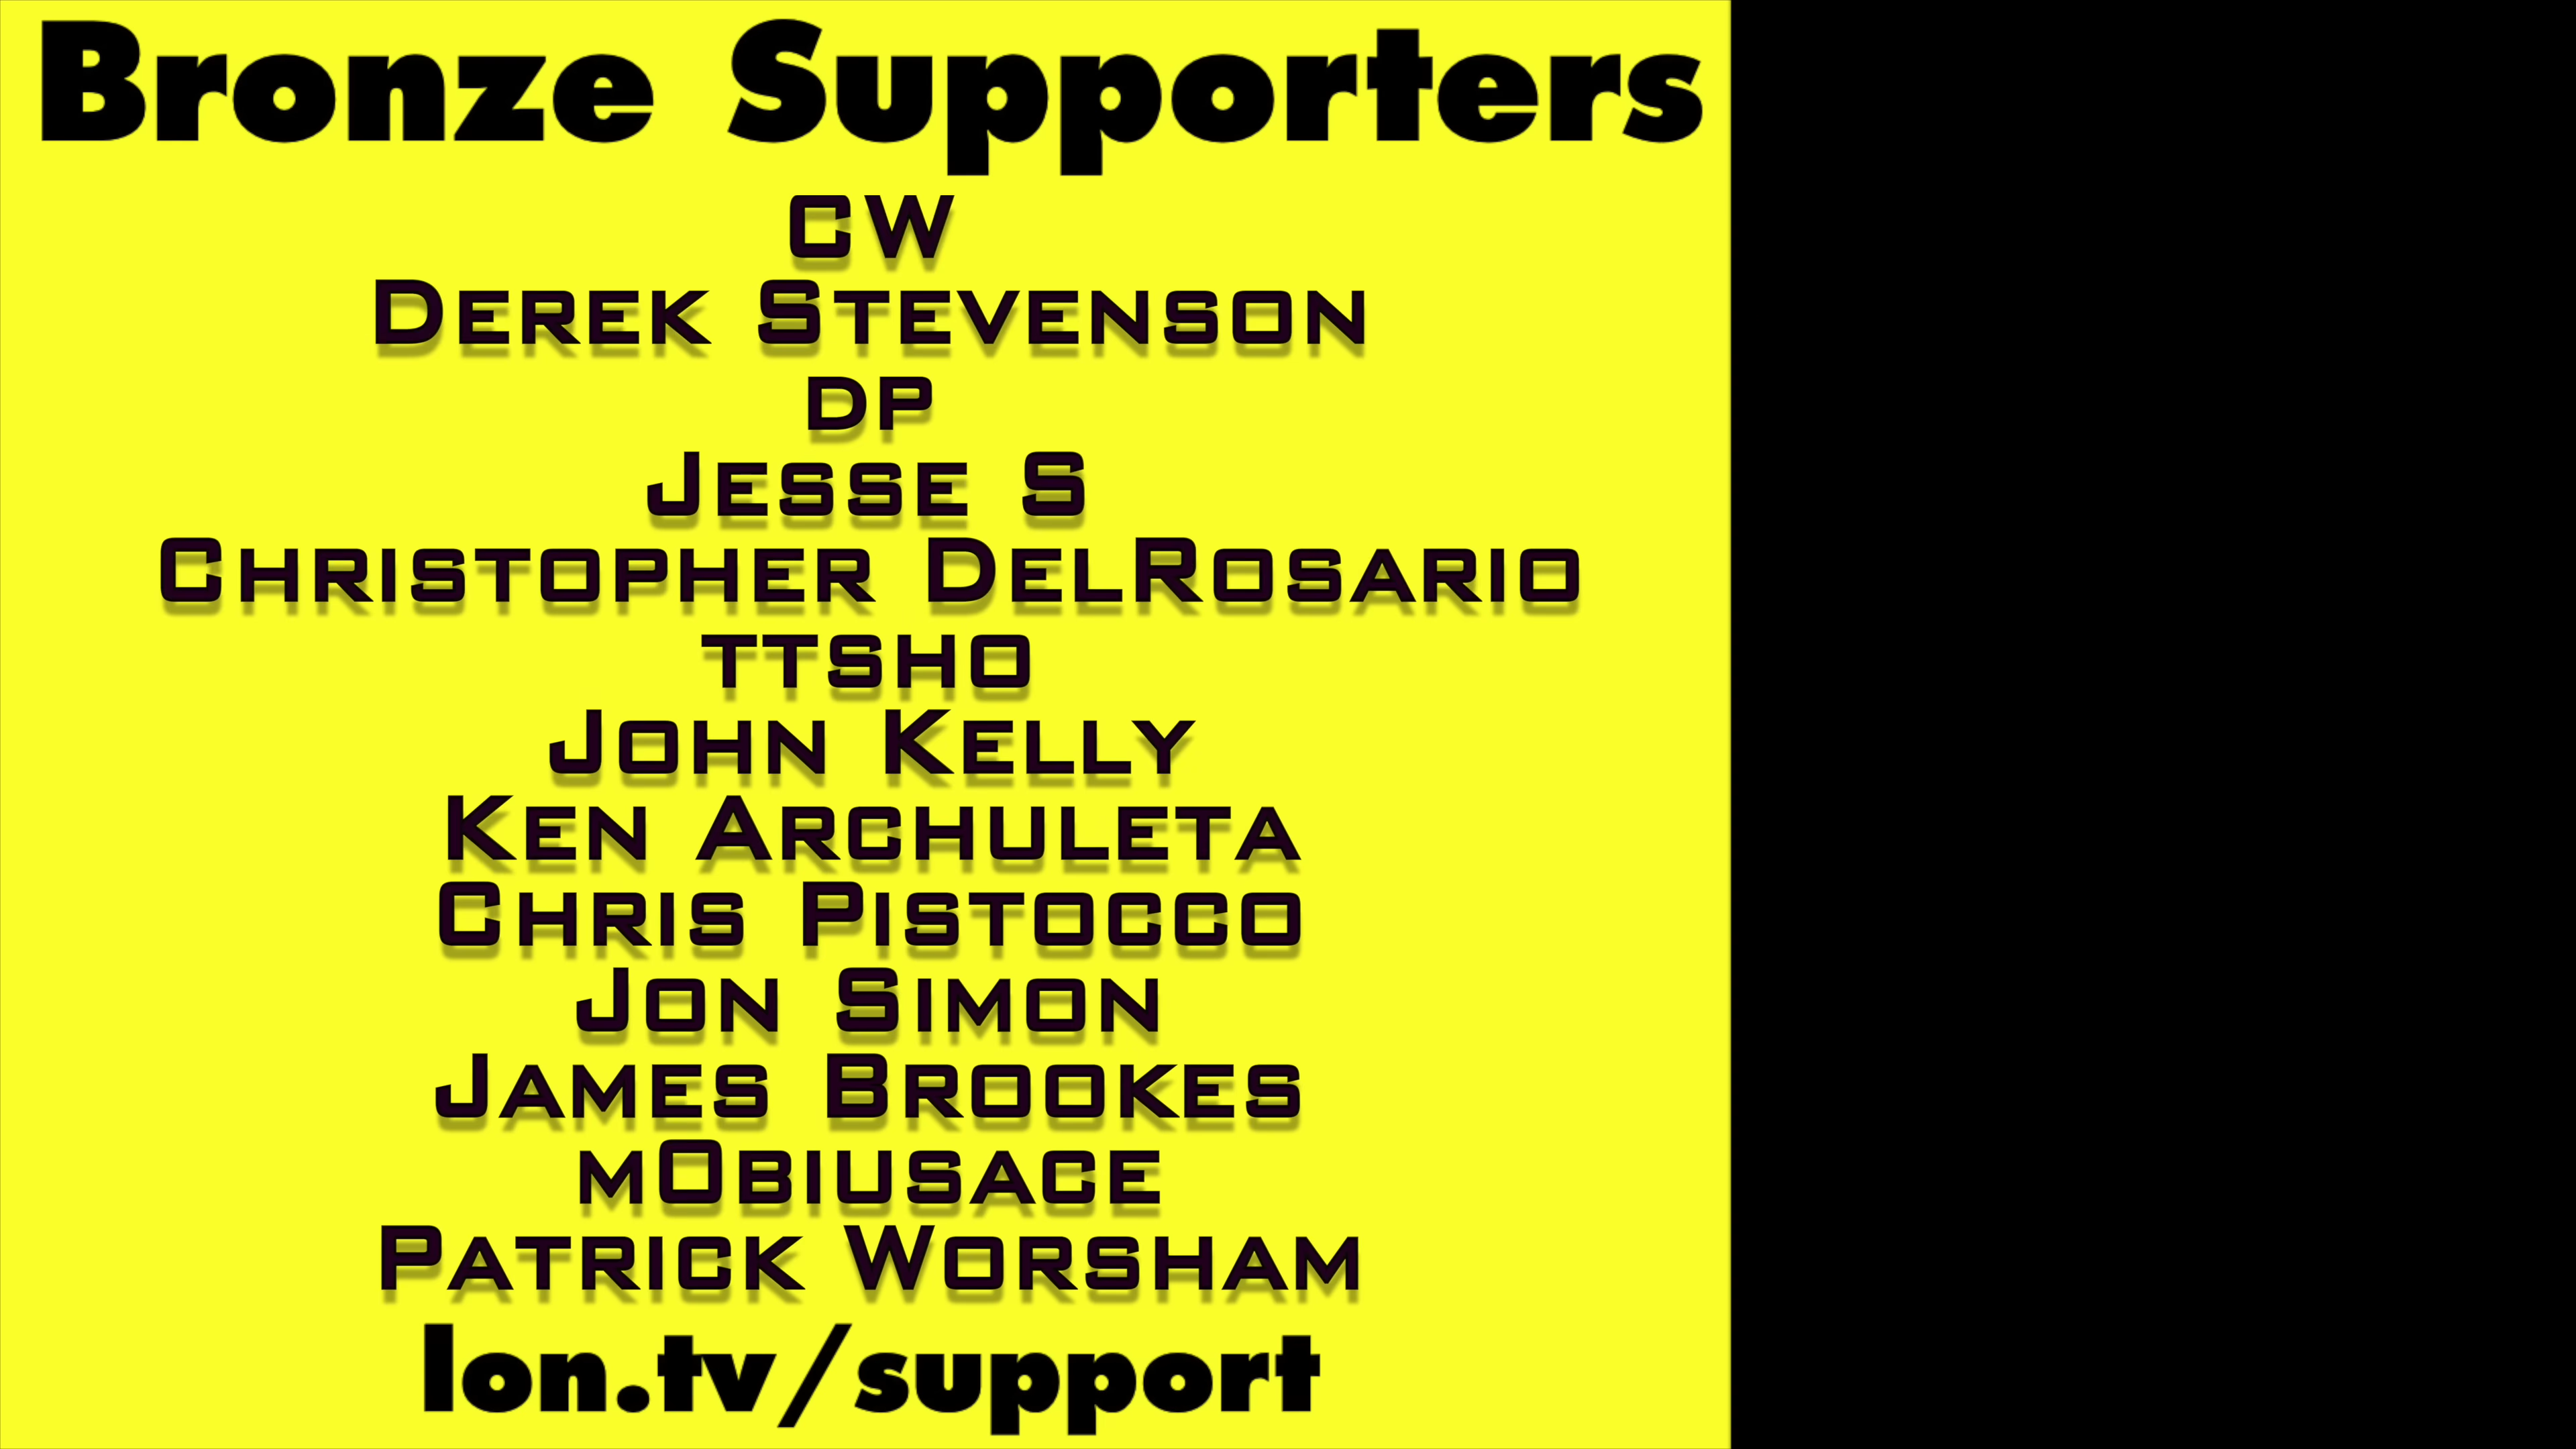 Bronze Supporters
CW
Derek Stevenson
dp
Jesse S
Christopher DelRosario
ttsho
John Kelly
Ken Archuleta
Chris Pistocco
Jon Simon
James Brookes
m0biusace
Patrick Worsham
lon.tv/support